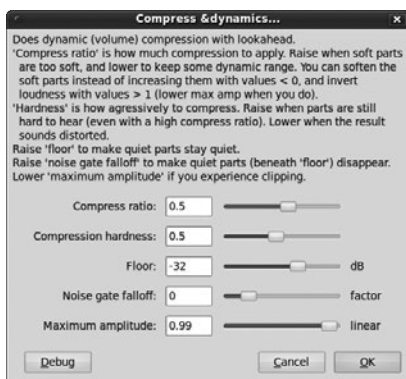 Compress &dynamics...
Does dynamic (volume) compression with lookahead.
'Compress ratio' is how much compression to apply. Raise when soft parts
are too soft, and lower to keep some dynamic range. You can soften the
soft parts instead of increasing them with values < 0, and invert
loudness with values > 1 (lower max amp when you do).
'Hardness' is how agressively to compress. Raise when parts are still
hard to hear (even with a high compress ratio). Lower when the result
sounds distorted.
Raise 'floor' to make quiet parts stay quiet.
Raise 'noise gate falloff' to make quiet parts (beneath 'floor') disappear.
Lower 'maximum amplitude' if you experience clipping.
Compress ratio: 0.5
Compression hardness: 0.5
Floor: -32 dB
Noise gate falloff: 0 factor
Maximum amplitude: 0.99 linear
Debug Cancel OK